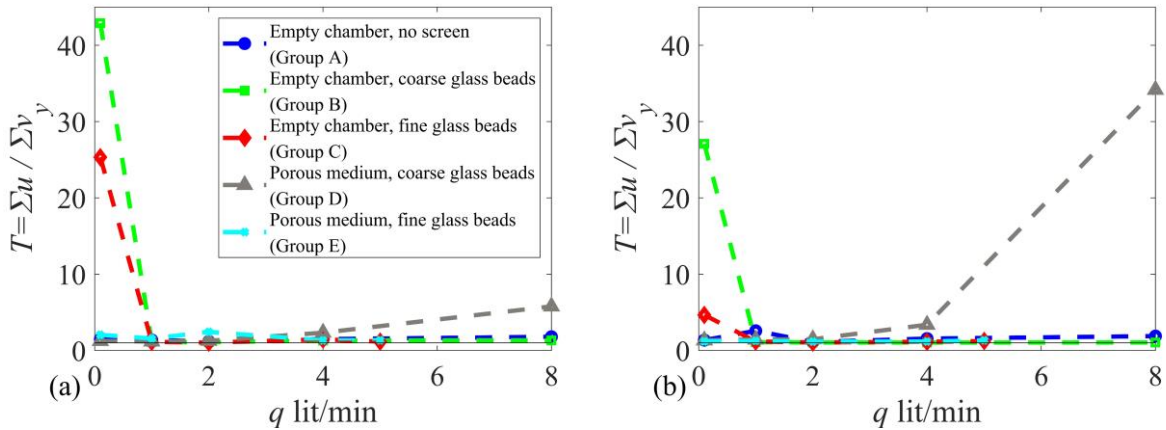 40
30
20
10
0
T=Σu / Σv y
Empty chamber, no screen
(Group A)
Empty chamber, coarse glass beads
(Group B)
Empty chamber, fine glass beads
(Group C)
Porous medium, coarse glass beads
(Group D)
Porous medium, fine glass beads
(Group E)
(a)
0 2 4 6 8
q lit/min
40
30
20
10
0
T=Σu / Σv y
(b)
0 2 4 6 8
q lit/min